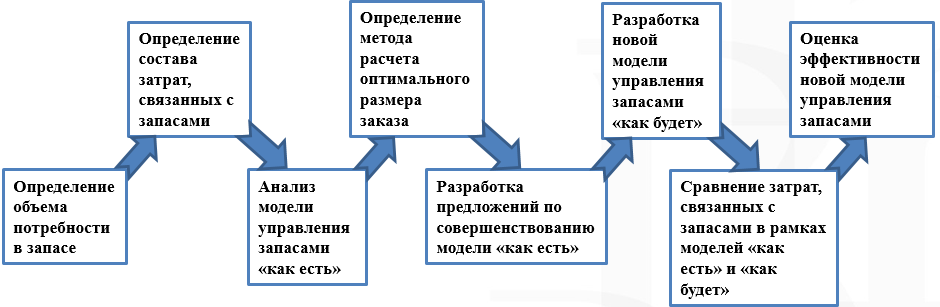 Определение
объема
потребности
в запасе
Определение
состава
затрат,
связанных с
запасами
Анализ
модели
управления
запасами
«как есть»
Определение
метода
расчета
оптимального
размера
заказа
Разработка
предложений по
совершенствованию
модели «как есть»
Разработка
новой
модели
управления
запасами
«как будет»
Сравнение затрат,
связанных с
запасами в рамках
моделей «как
есть» и «как
будет»
Оценка
эффективности
новой модели
управления
запасами